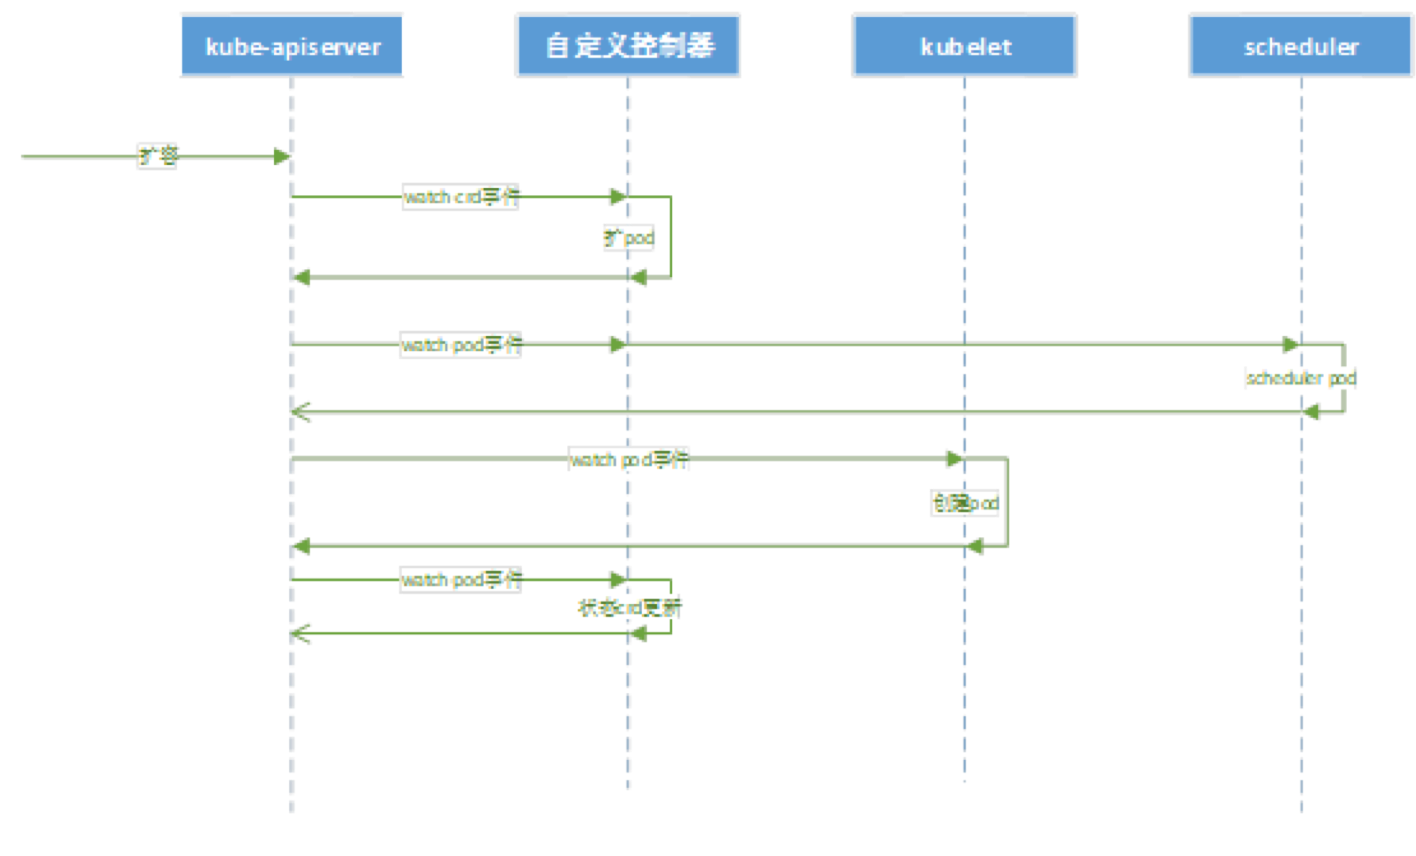 kube-apiserver
自定义控制器
kubelet
scheduler
扩容
watch crd事件
扩pod
watch pod事件
scheduler pod
watch pod事件
创建pod
watch pod事件
状态crd更新